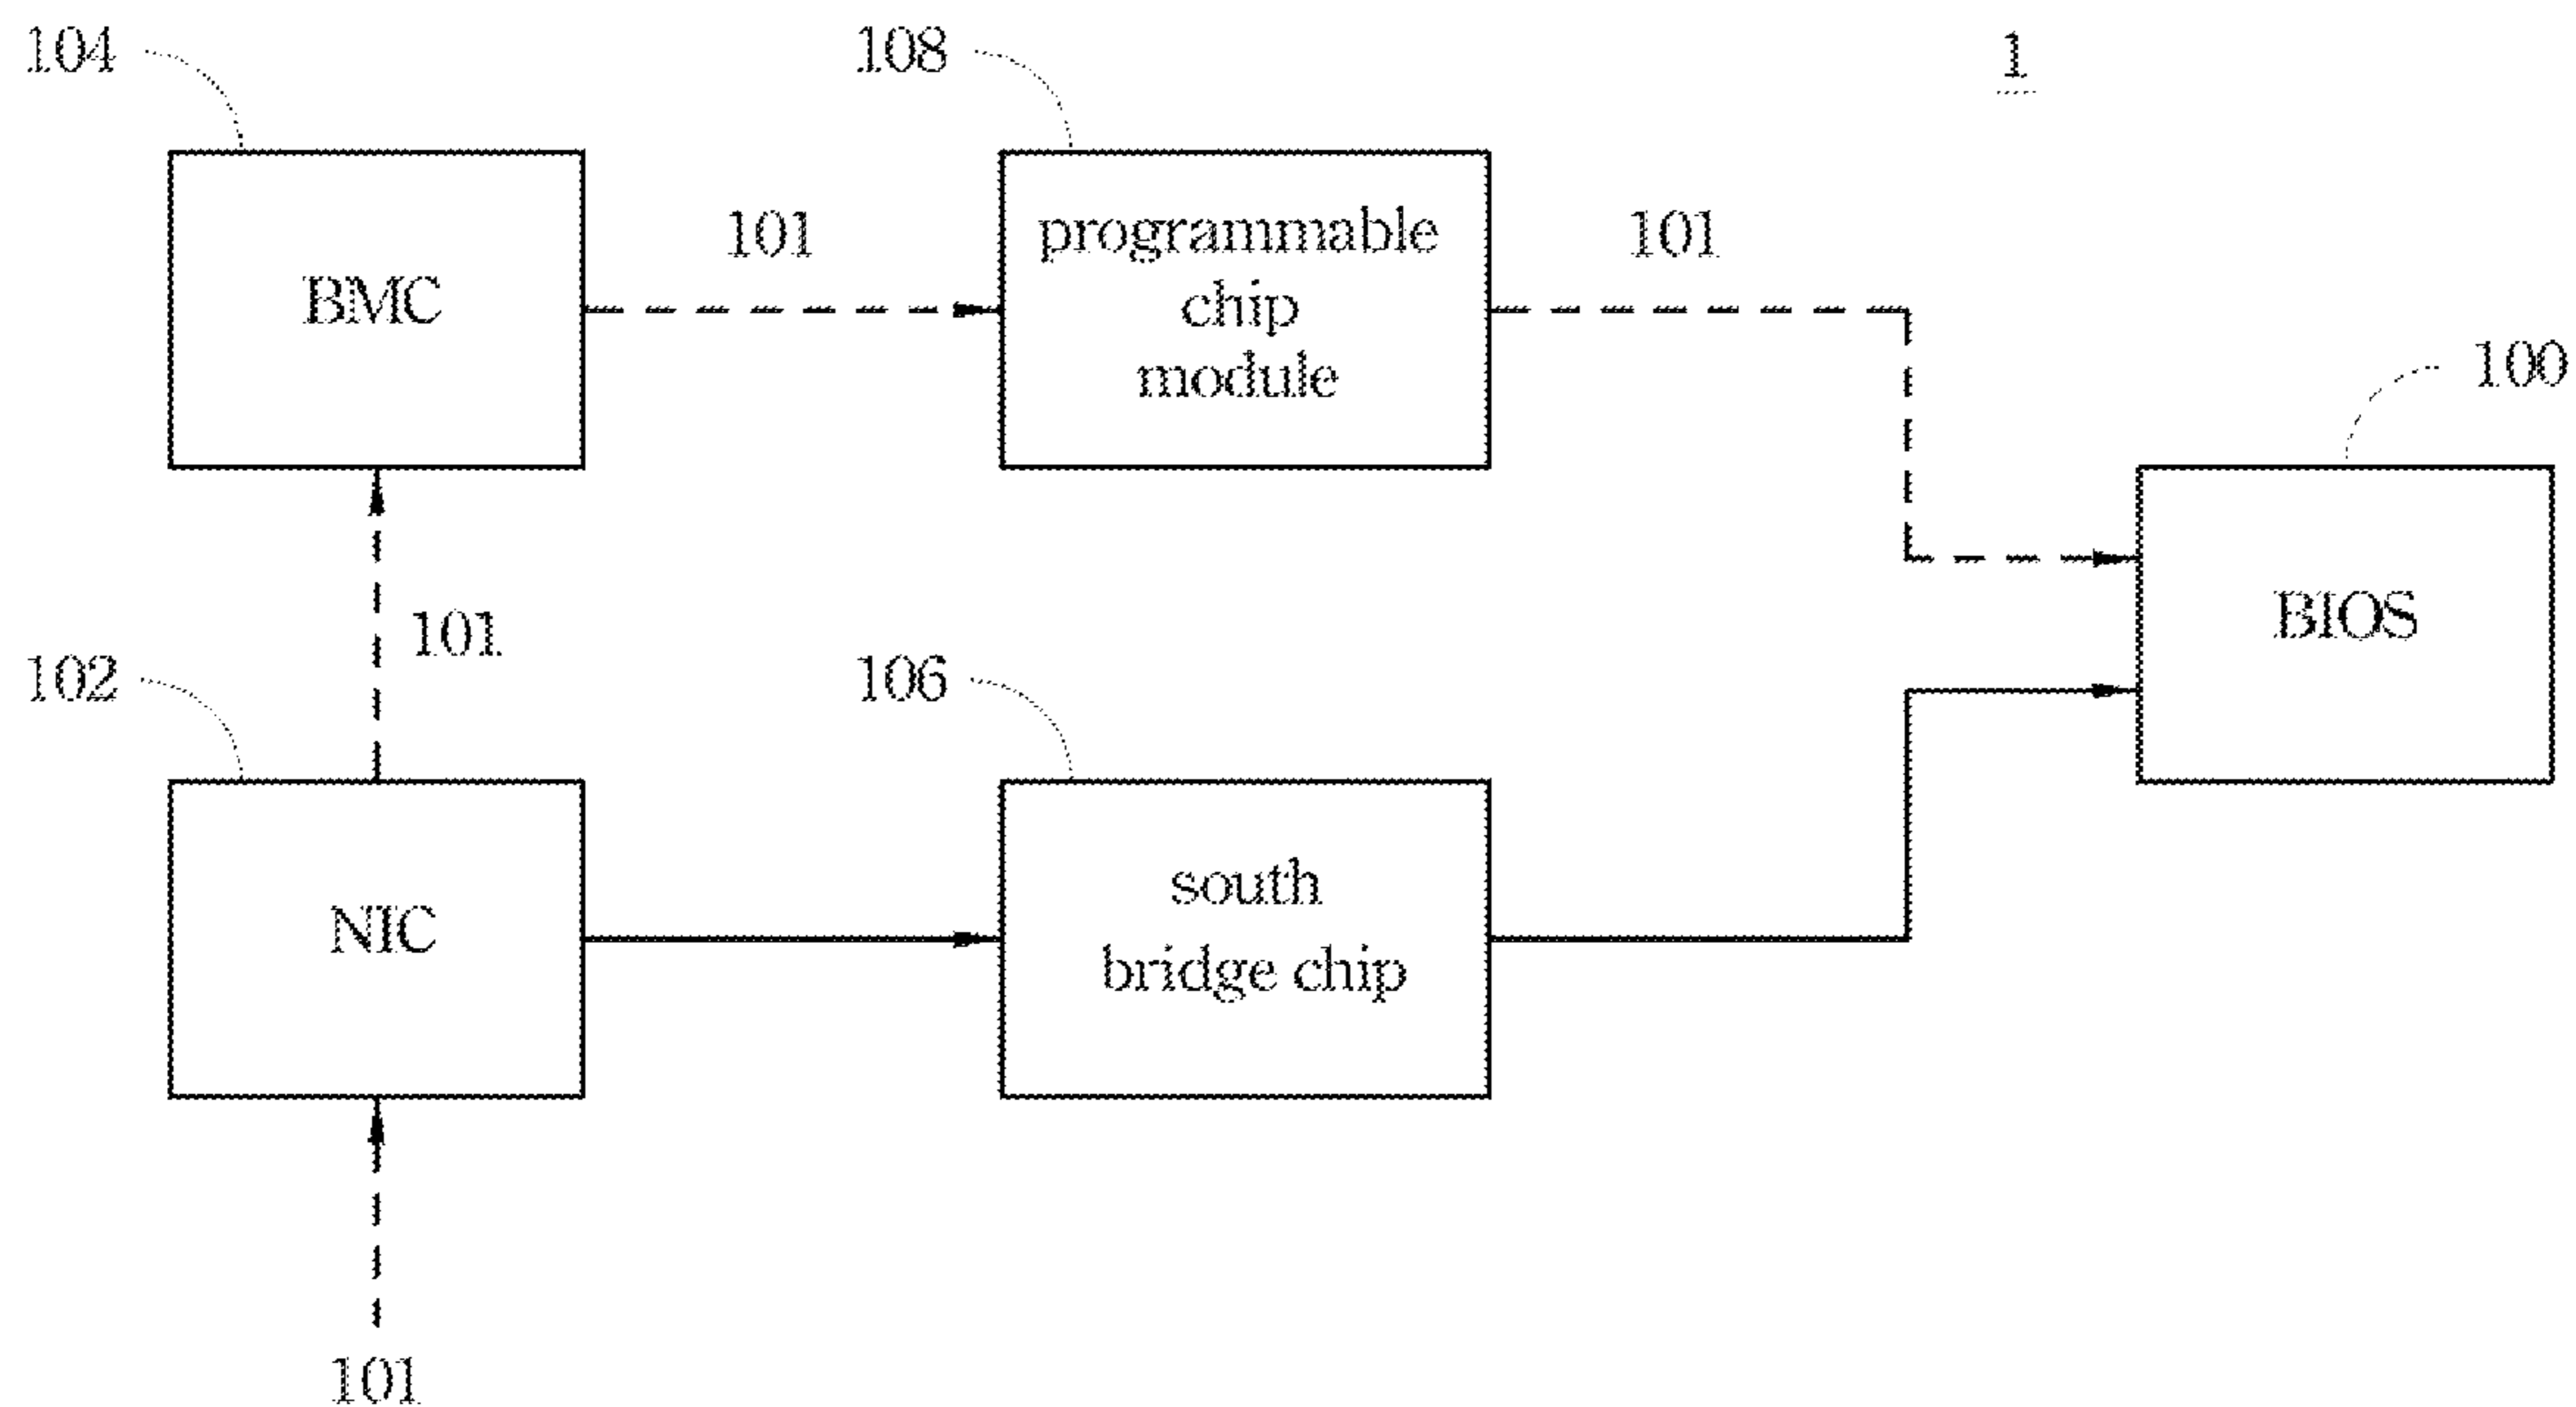 104
108
1
BMC
101
programmable
chip
module
101
100
BIOS
101
102
106
NIC
south
bridge chip
101